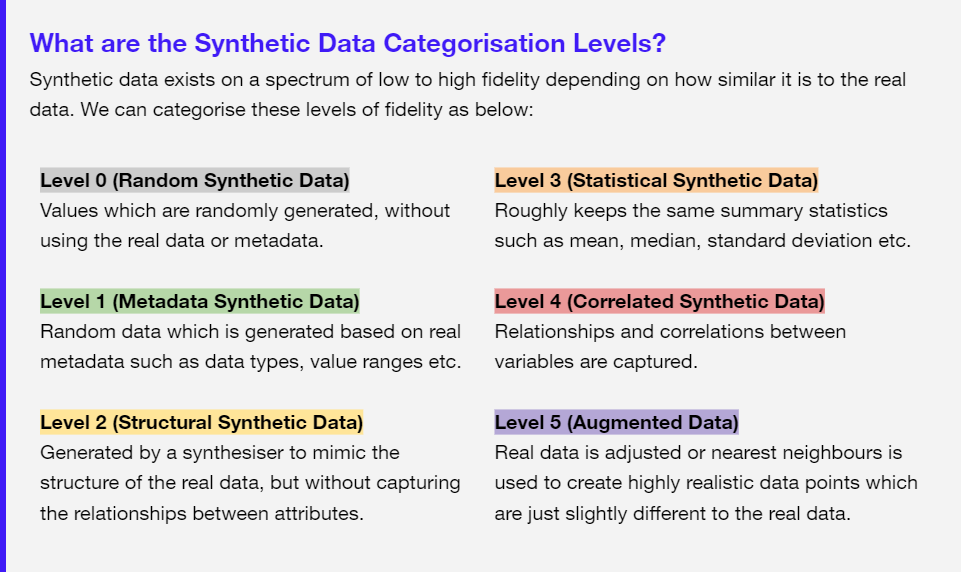 What are the Synthetic Data Categorisation Levels?
Synthetic data exists on a spectrum of low to high fidelity depending on how similar it is to the real
data. We can categorise these levels of fidelity as below:
Level 0 (Random Synthetic Data)
Values which are randomly generated, without
using the real data or metadata.
Level 1 (Metadata Synthetic Data)
Random data which is generated based on real
metadata such as data types, value ranges etc.
Level 2 (Structural Synthetic Data)
Generated by a synthesiser to mimic the
structure of the real data, but without capturing
the relationships between attributes.
Level 3 (Statistical Synthetic Data)
Roughly keeps the same summary statistics
such as mean, median, standard deviation etc.
Level 4 (Correlated Synthetic Data)
Relationships and correlations between
variables are captured.
Level 5 (Augmented Data)
Real data is adjusted or nearest neighbours is
used to create highly realistic data points which
are just slightly different to the real data.